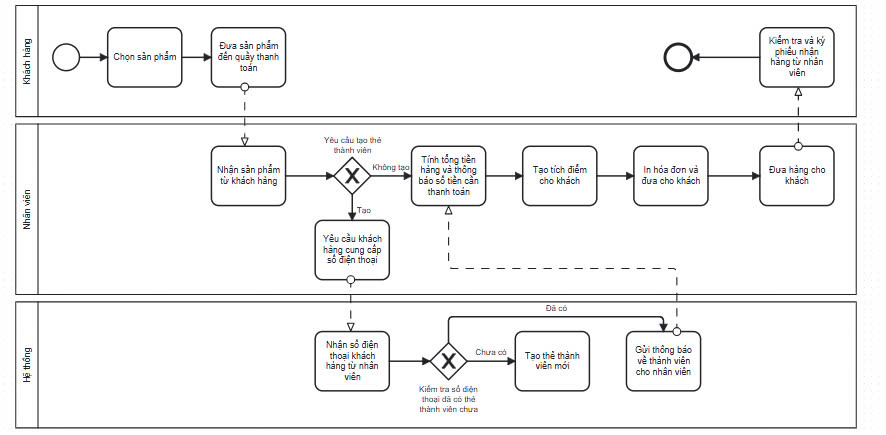 Khách hàng
Chọn sản phẩm
Đưa sản phẩm
đến quầy thanh
toán
Kiểm tra và ký
phiếu nhận
hàng từ nhân
viên
Nhân viên
Nhận sản phẩm
từ khách hàng
Yêu cầu tạo thẻ
thành viên
Không tạo
Tạo
Tính tổng tiền
hàng và thông
báo số tiền cần
thanh toán
Tạo tích điểm
cho khách
In hóa đơn và
đưa cho khách
Đưa hàng cho
khách
Yêu cầu khách
hàng cung cấp
số điện thoại
Hệ thống
Nhận số điện
thoại khách
hàng từ nhân
viên
Đã có
Chưa có
Kiểm tra số điện
thoại đã có thẻ
thành viên chưa
Tạo thẻ thành
viên mới
Gửi thông báo
về thành viên
cho nhân viên